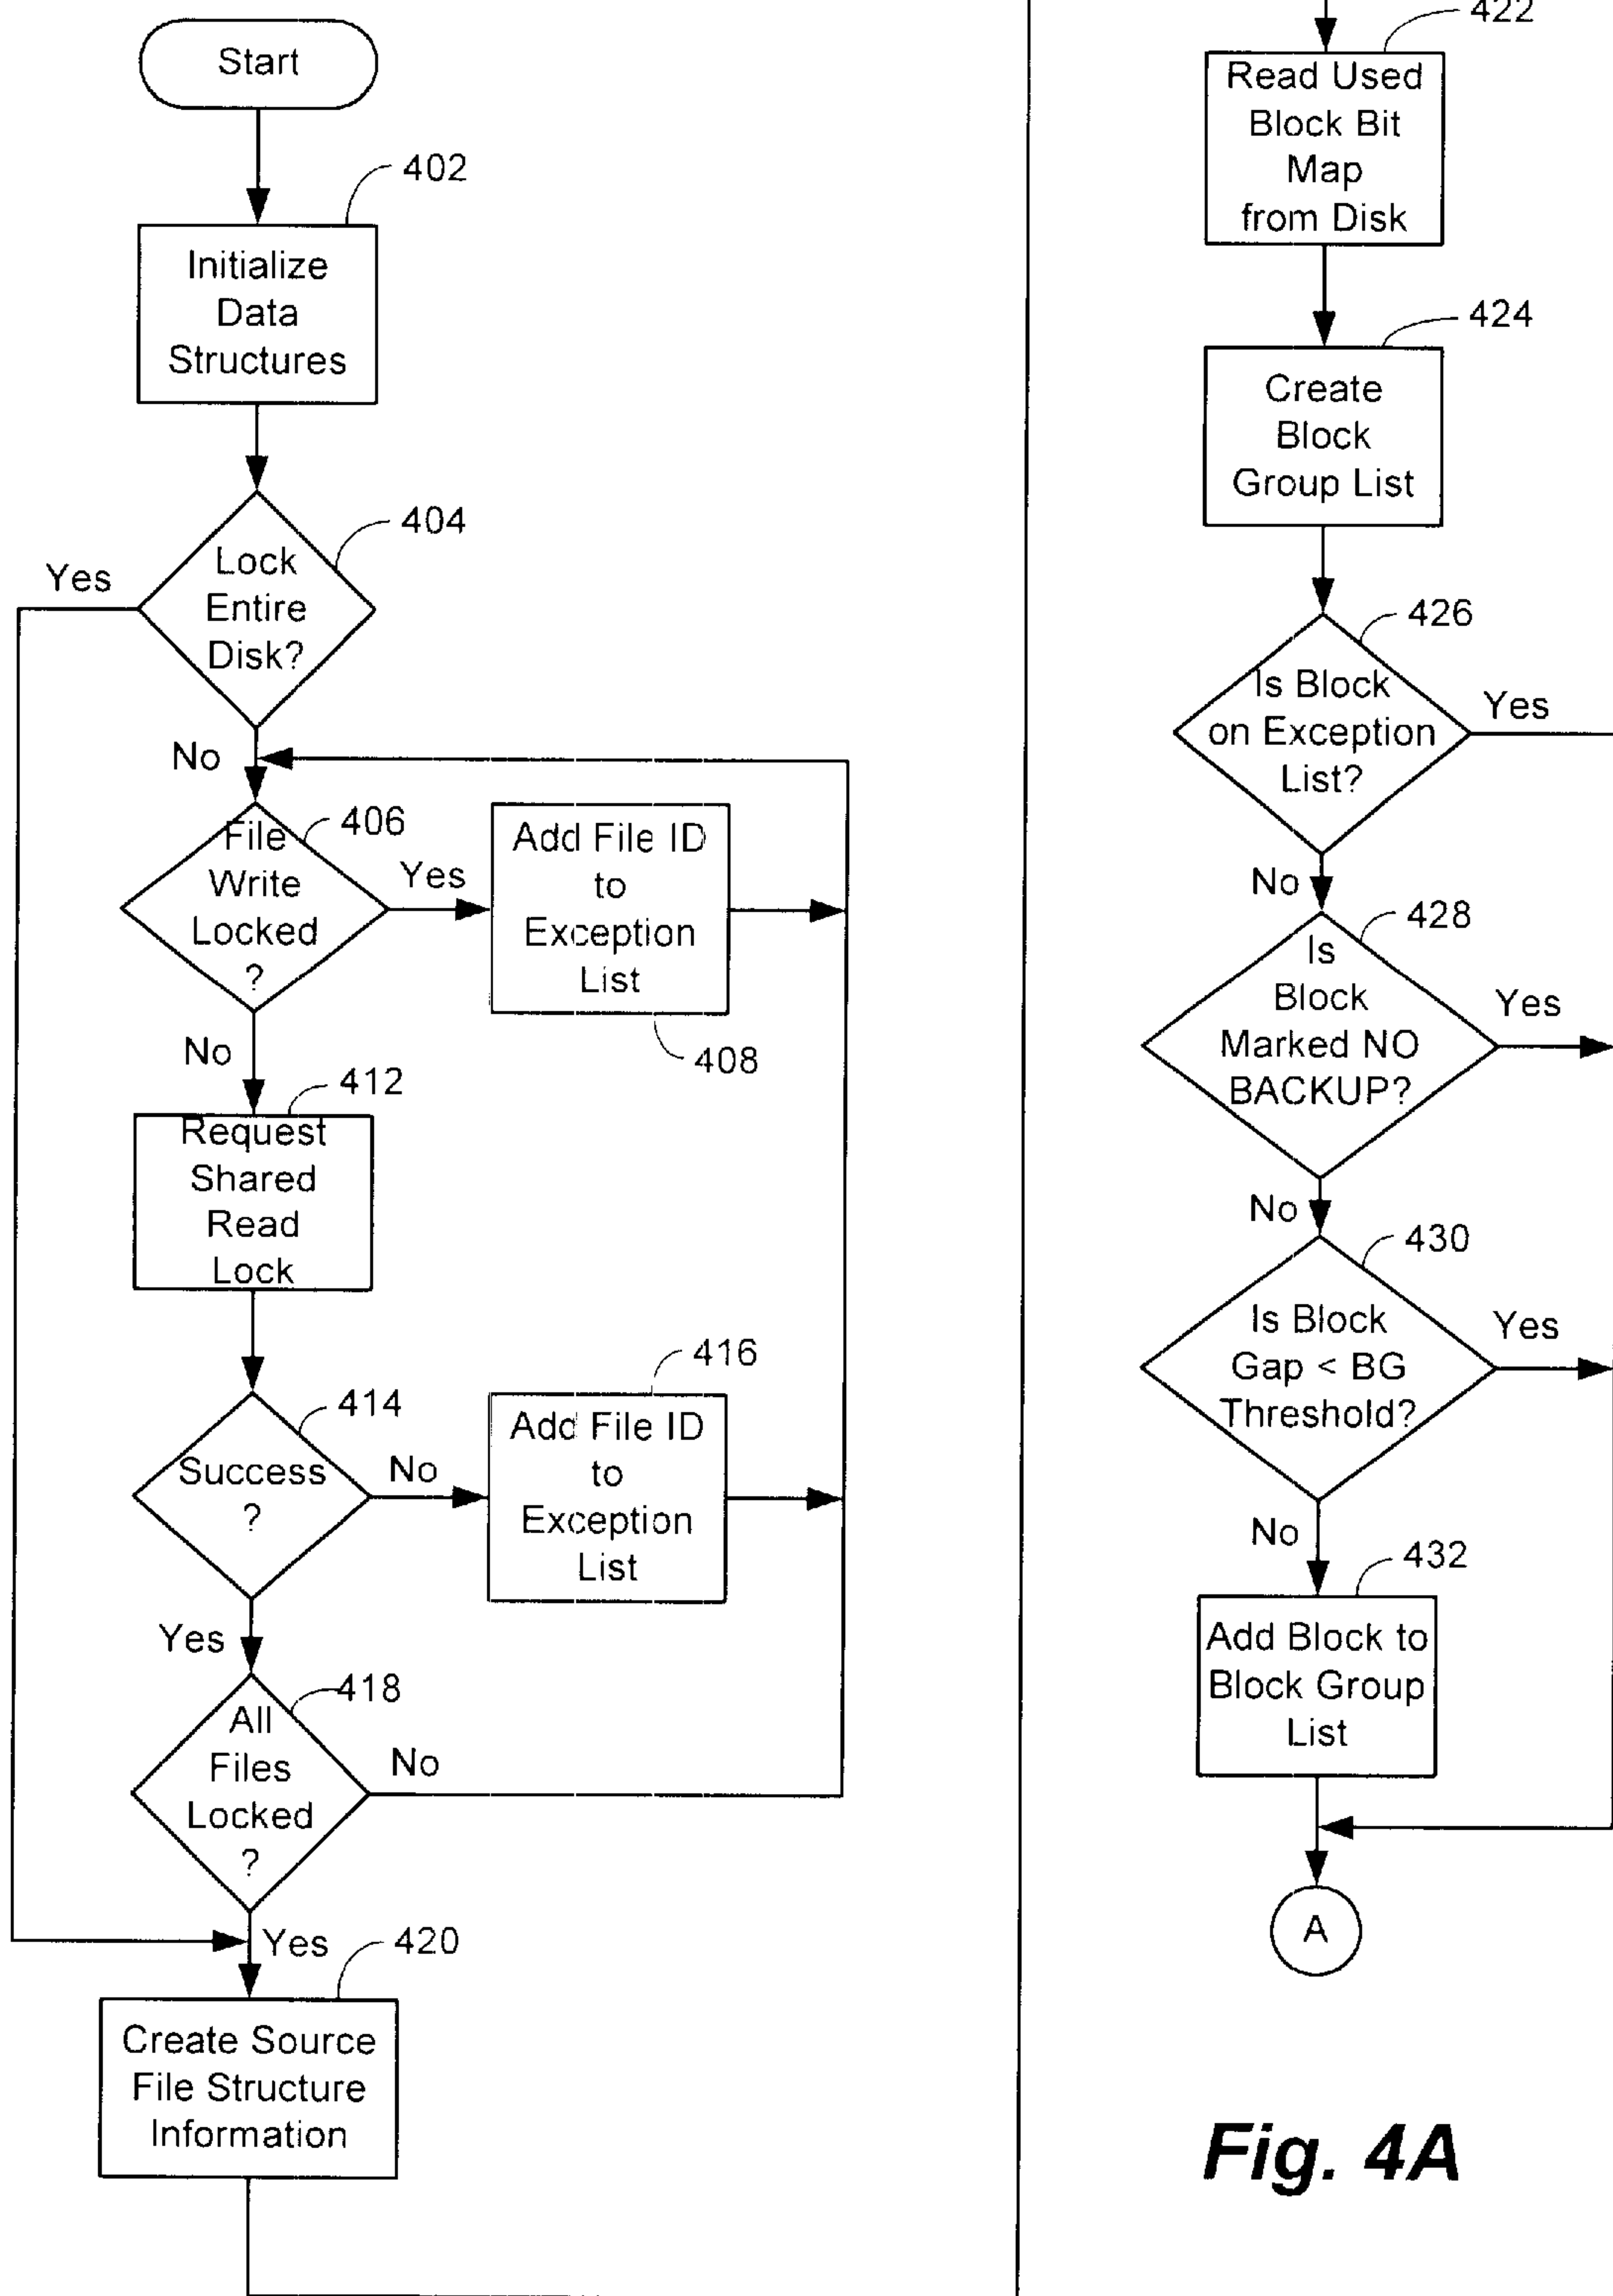 Start
402
Initialize
Data
Structures
404
Lock
Entire
Disk?
Yes
No
406
File
Write
Locked
?
Yes
Add File ID
to
Exception
List
408
No
412
Request
Shared
Read
Lock
414
Success
?
No
416
Add File ID
to
Exception
List
Yes
418
All
Files
Locked
?
No
Yes
420
Create Source
File Structure
Information
422
Read Used
Block Bit
Map
from Disk
424
Create
Block
Group List
426
Is Block
on Exception
List?
Yes
No
428
Is
Block
Marked NO
BACKUP?
Yes
No
430
Is Block
Gap < BG
Threshold?
Yes
No
432
Add Block to
Block Group
List
A
Fig. 4A